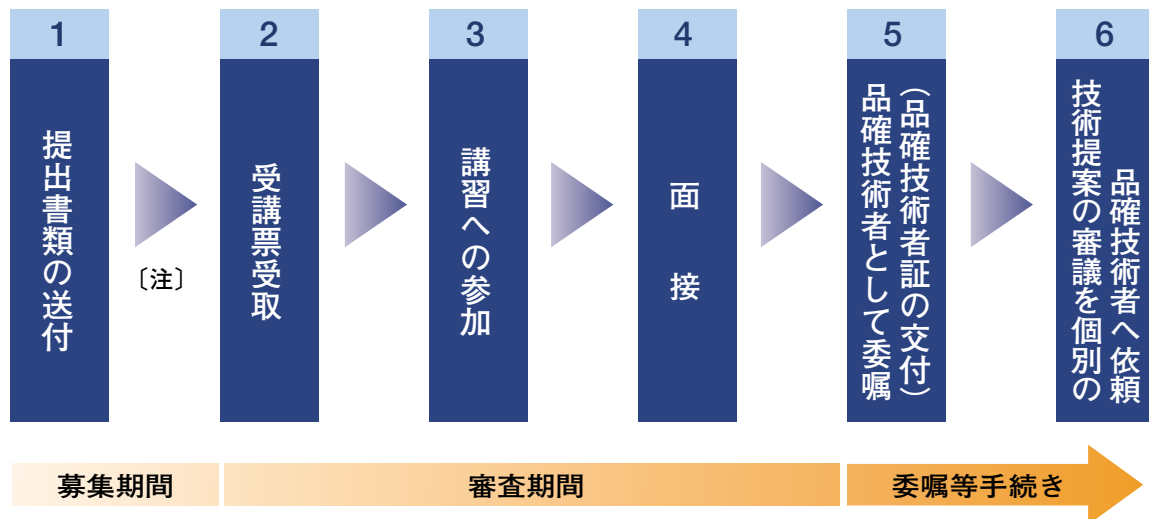 1
提出書類の送付
〔注〕
2
受講票受取
3
講習への参加
4
面接
5
品確技術者として委嘱
（品確技術者証の交付）
6
技術提案の審議を個別の
品確技術者へ依頼
募集期間
審査期間
委嘱等手続き